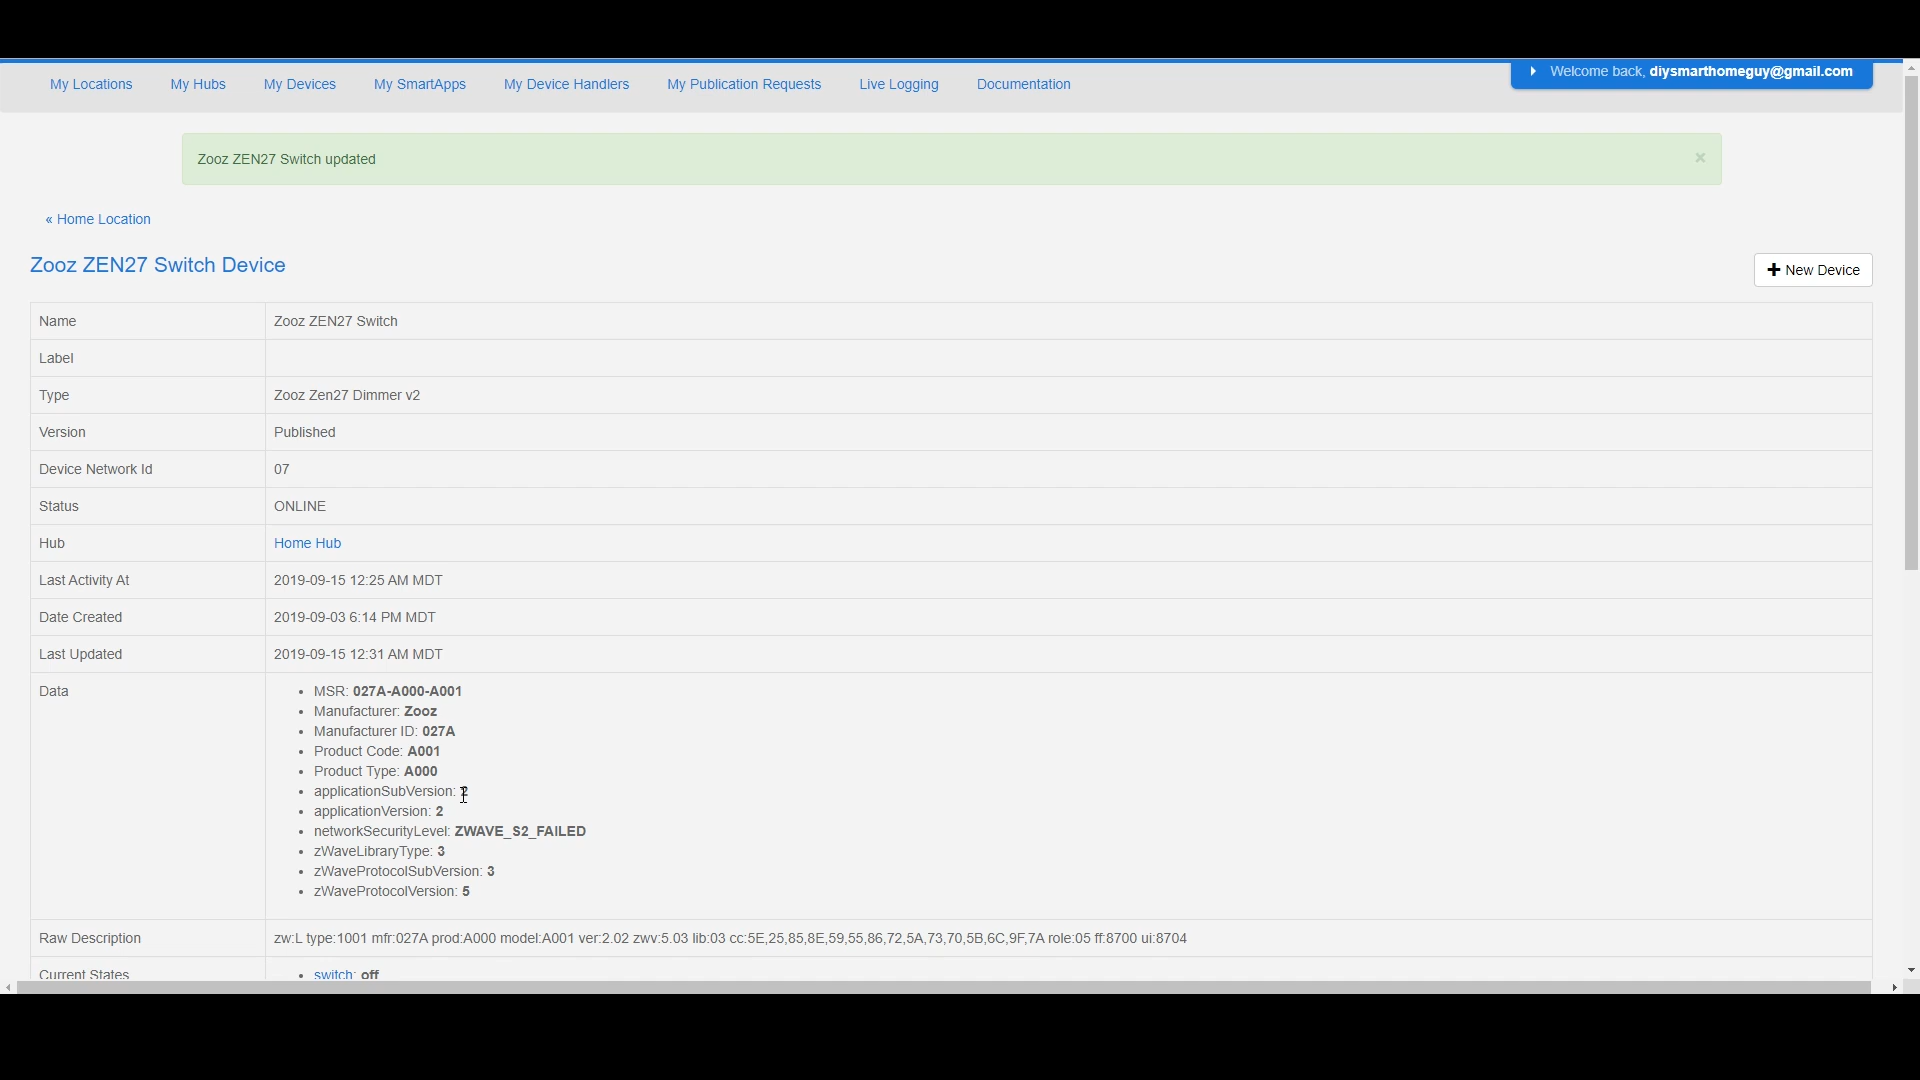 My Locations My Hubs My Devices My SmartApps My Device Handlers My Publication Requests Live Logging Documentation Welcome back, diysmarthomeguy@gmail.com
Zooz ZEN27 Switch updated ×
« Home Location
Zooz ZEN27 Switch Device
New Device
Name Zooz ZEN27 Switch
Label
Type Zooz Zen27 Dimmer v2
Version Published
Device Network Id 07
Status ONLINE
Hub Home Hub
Last Activity At 2019-09-15 12:25 AM MDT
Date Created 2019-09-03 6:14 PM MDT
Last Updated 2019-09-15 12:31 AM MDT
Data • MSR: 027A-A000-A001
• Manufacturer: Zooz
• Manufacturer ID: 027A
• Product Code: A001
• Product Type: A000
• applicationSubVersion: 2
• applicationVersion: 2
• networkSecurityLevel: ZWAVE_S2_FAILED
• zWaveLibraryType: 3
• zWaveProtocolSubVersion: 3
• zWaveProtocolVersion: 5
Raw Description zw:L type:1001 mfr:027A prod:A000 model:A001 ver:2.02 zwv:5.03 lib:03 cc:5E,25,85,8E,59,55,86,72,5A,73,70,5B,6C,9F,7A role:05 ff:8700 ui:8704
Current States • switch: off